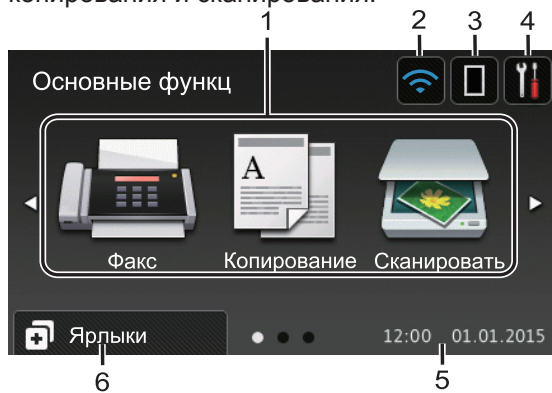 копирования и сканирования.
1 2 3 4
Основные функц
A
Факс Копирование Сканировать
Ярлыки 12:00 01.01.2015
6 5